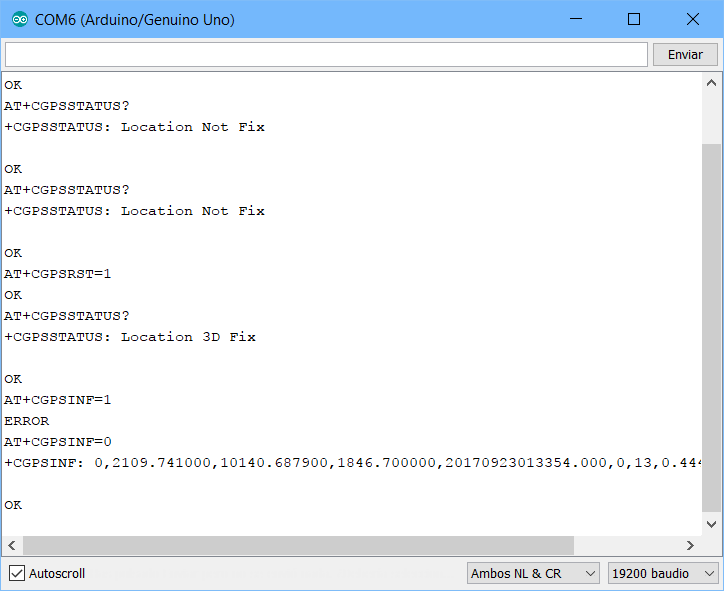 COM6 (Arduino/Genuino Uno)
Enviar
OK
AT+CGPSSTATUS?
+CGPSSTATUS: Location Not Fix
OK
AT+CGPSSTATUS?
+CGPSSTATUS: Location Not Fix
OK
AT+CGPSRST=1
OK
AT+CGPSSTATUS?
+CGPSSTATUS: Location 3D Fix
OK
AT+CGPSINF=1
ERROR
AT+CGPSINF=0
+CGPSINF: 0,2109.741000,10140.687900,1846.700000,20170923013354.000,0,13,0.444
OK
Autoscroll
Ambos NL & CR
19200 baudio